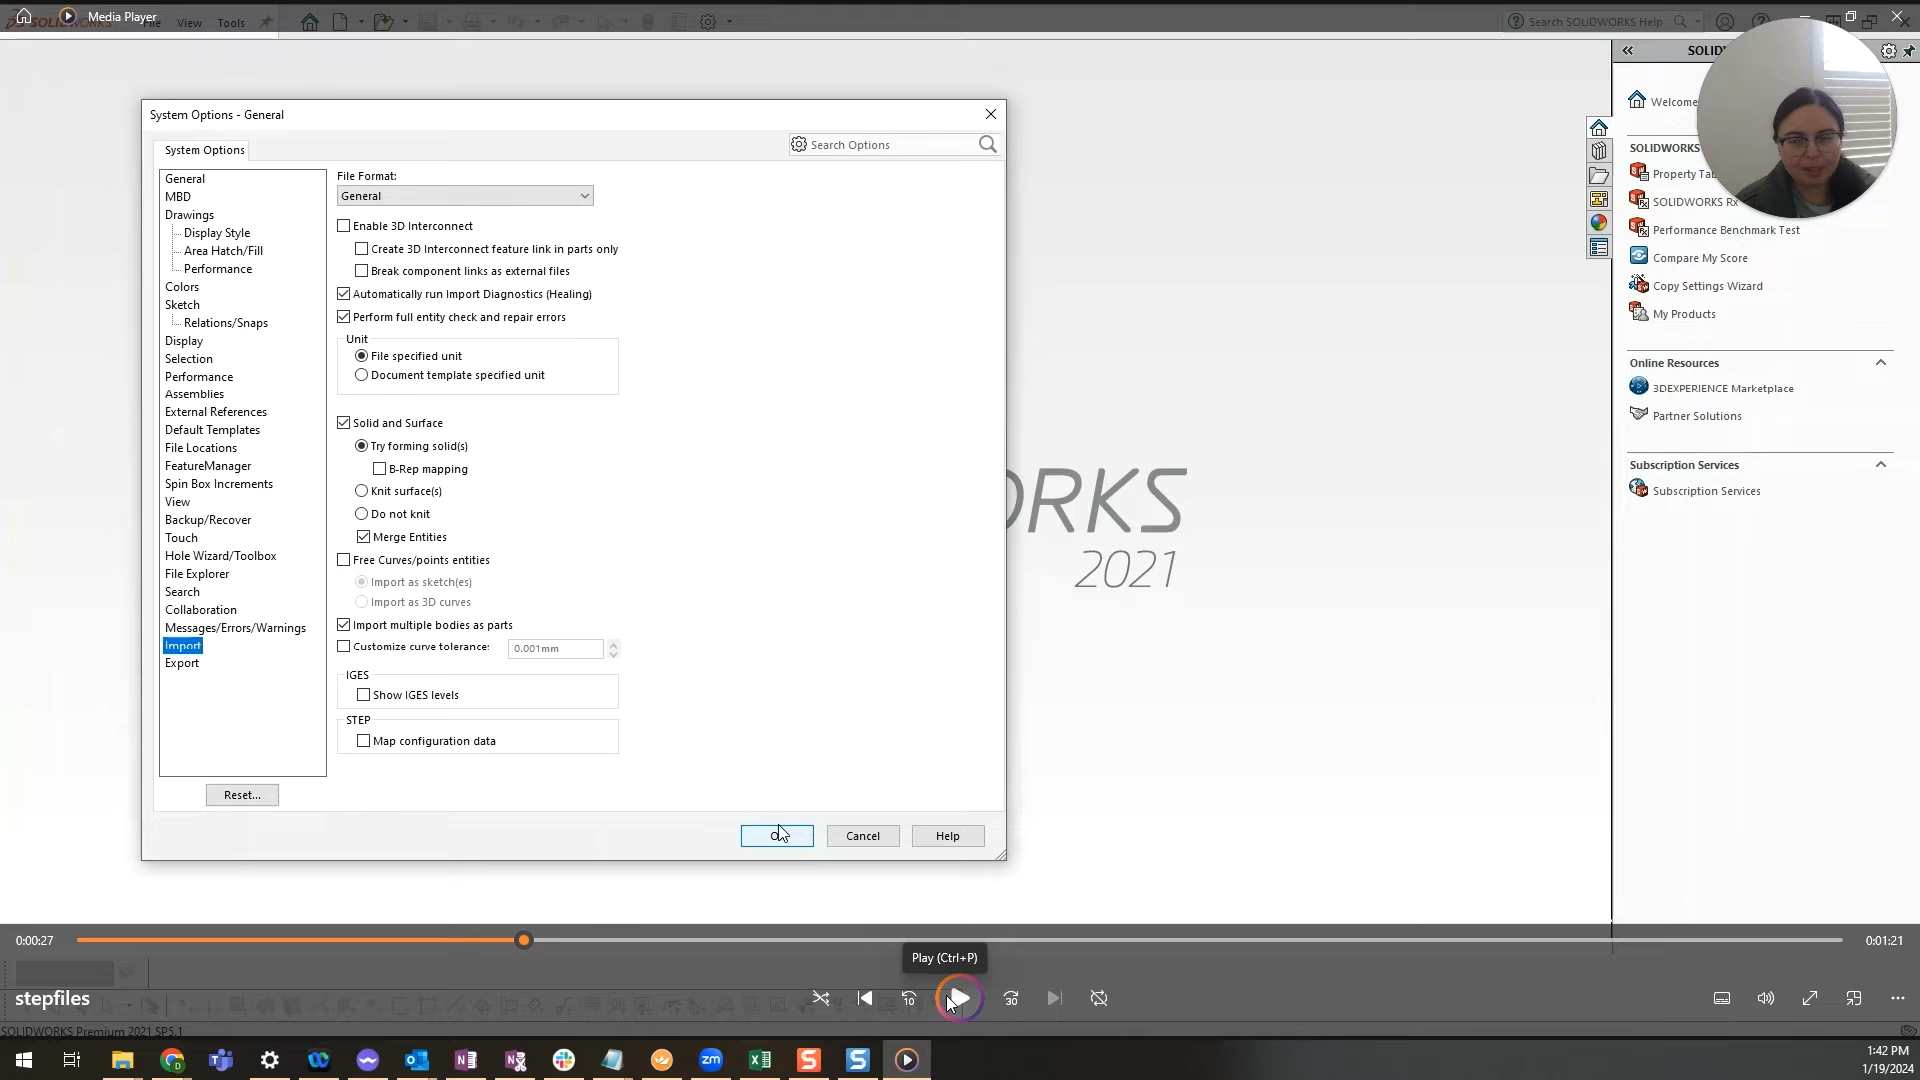 SOLIDWORKS
Media Player
File
View
Tools
Search SOLIDWORKS Help
System Options - General
System Options
Search Options
General
MBD
Drawings
Display Style
Area Hatch/Fill
Performance
Colors
Sketch
Relations/Snaps
Display
Selection
Performance
Assemblies
External References
Default Templates
File Locations
FeatureManager
Spin Box Increments
View
Backup/Recover
Touch
Hole Wizard/Toolbox
File Explorer
Search
Collaboration
Messages/Errors/Warnings
Import
Export
Reset...
File Format:
General
Enable 3D Interconnect
Create 3D Interconnect feature link in parts only
Break component links as external files
Automatically run Import Diagnostics (Healing)
Perform full entity check and repair errors
Unit
File specified unit
Document template specified unit
Solid and Surface
Try forming solid(s)
B-Rep mapping
Knit surface(s)
Do not knit
Merge Entities
Free Curves/points entities
Import as sketch(es)
Import as 3D curves
Import multiple bodies as parts
Customize curve tolerance:
0.001mm
IGES
Show IGES levels
STEP
Map configuration data
Cancel
Help
ORKS
2021
SOLID
Welcome
SOLIDWORKS
Property Tab
SOLIDWORKS Rx
Performance Benchmark Test
Compare My Score
Copy Settings Wizard
My Products
Online Resources
3DEXPERIENCE Marketplace
Partner Solutions
Subscription Services
Subscription Services
0:00:27
0:01:21
Play (Ctrl+P)
stepfiles
10
30
SOLIDWORKS Premium 2021 SP5.1
zm
1:42 PM
1/19/2024